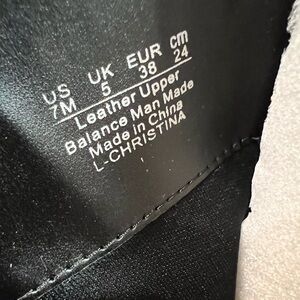 US UK EUR cm
7M 5 38 24
Leather Upper
Balance Man Made
Made in China
L-CHRISTINA